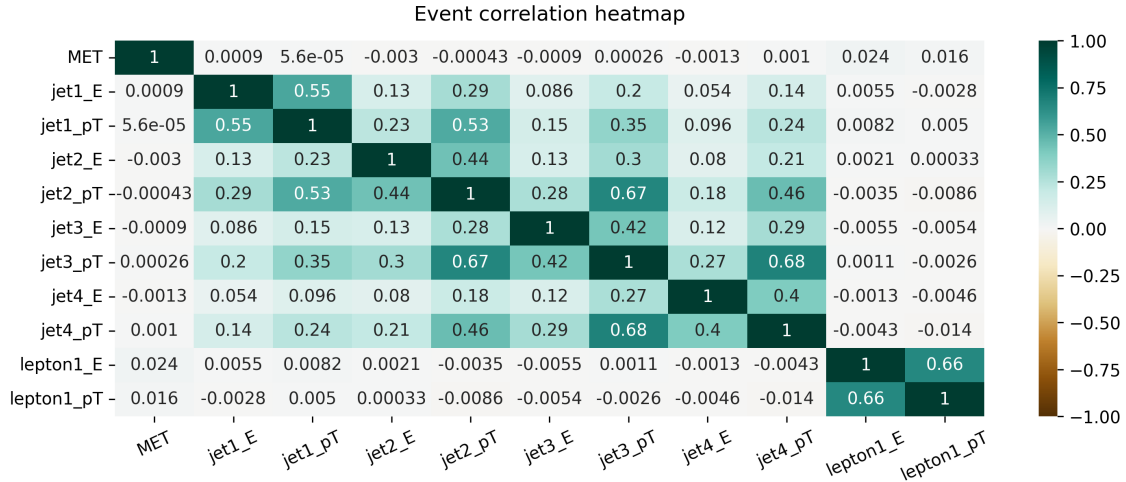 Event correlation heatmap
MET 1 0.0009 5.6e-05 -0.003 -0.00043 -0.0009 0.00026 -0.0013 0.001 0.024 0.016
jet1_E 0.0009 1 0.55 0.13 0.29 0.086 0.2 0.054 0.14 0.0055 -0.0028
jet1_pT 5.6e-05 0.55 1 0.23 0.53 0.15 0.35 0.096 0.24 0.0082 0.005
jet2_E -0.003 0.13 0.23 1 0.44 0.13 0.3 0.08 0.21 0.0021 0.00033
jet2_pT -0.00043 0.29 0.53 0.44 1 0.28 0.67 0.18 0.46 -0.0035 -0.0086
jet3_E -0.0009 0.086 0.15 0.13 0.28 1 0.42 0.12 0.29 -0.0055 -0.0054
jet3_pT 0.00026 0.2 0.35 0.3 0.67 0.42 1 0.27 0.68 0.0011 -0.0026
jet4_E -0.0013 0.054 0.096 0.08 0.18 0.12 0.27 1 0.4 -0.0013 -0.0046
jet4_pT 0.001 0.14 0.24 0.21 0.46 0.29 0.68 0.4 1 -0.0043 -0.014
lepton1_E 0.024 0.0055 0.0082 0.0021 -0.0035 -0.0055 0.0011 -0.0013 -0.0043 1 0.66
lepton1_pT 0.016 -0.0028 0.005 0.00033 -0.0086 -0.0054 -0.0026 -0.0046 -0.014 0.66 1
MET jet1_E jet1_pT jet2_E jet2_pT jet3_E jet3_pT jet4_E jet4_pT lepton1_E lepton1_pT
1.00
0.75
0.50
0.25
0.00
−0.25
−0.50
−0.75
−1.00